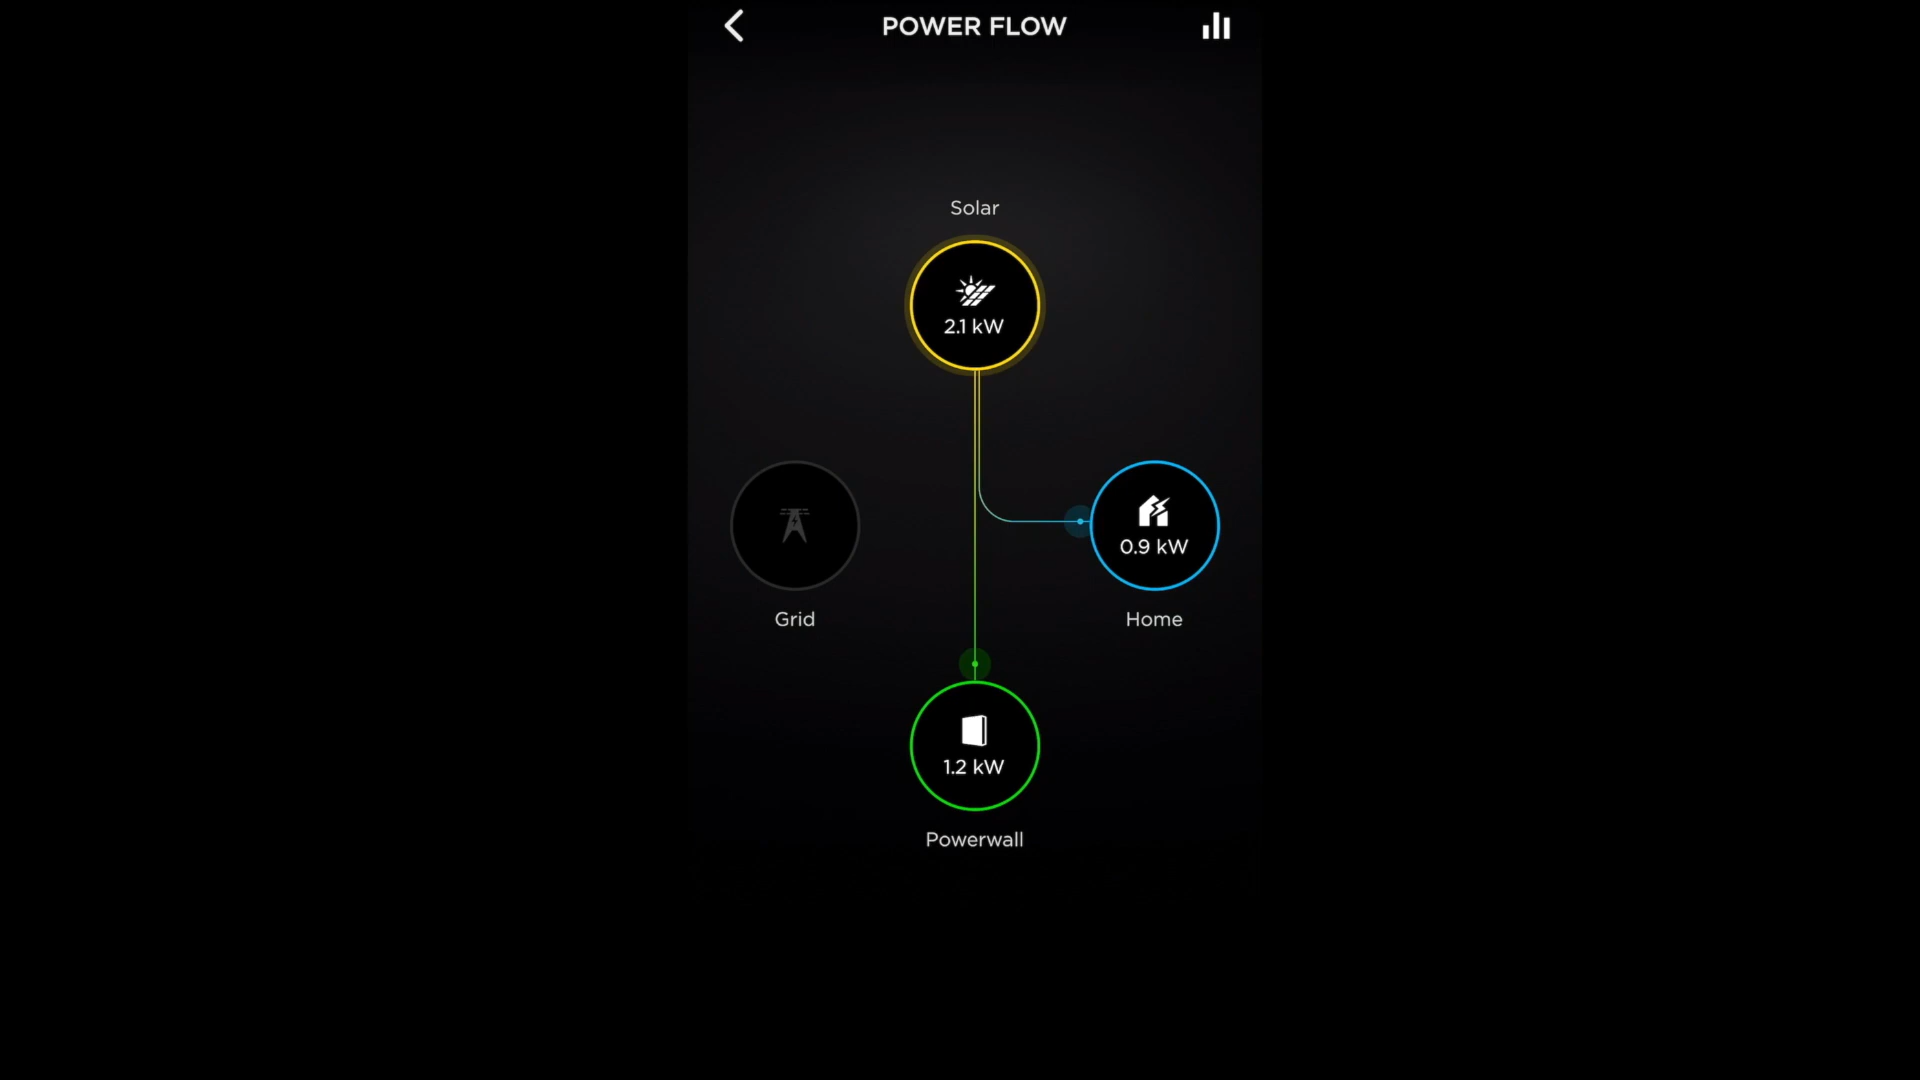 POWER FLOW
Solar
2.1 kW
0.9 kW
Grid
Home
1.2 kW
Powerwall